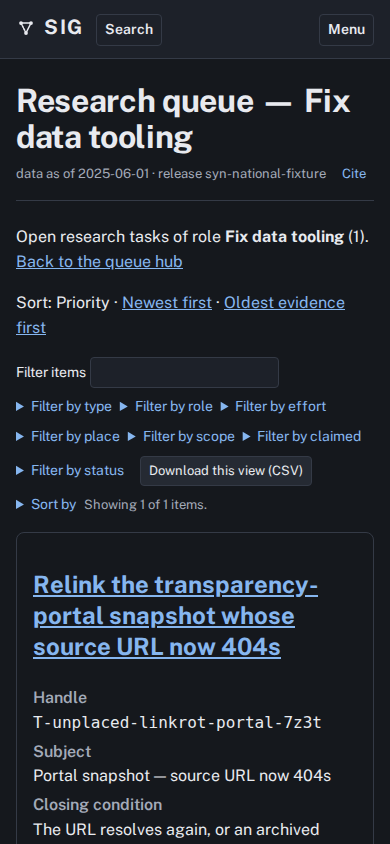 SIG Search Menu
Research queue — Fix
data tooling
data as of 2025-06-01 · release syn-national-fixture Cite
Open research tasks of role Fix data tooling (1).
Back to the queue hub
Sort: Priority · Newest first · Oldest evidence
first
Filter items
▶ Filter by type ▶ Filter by role ▶ Filter by effort
▶ Filter by place ▶ Filter by scope ▶ Filter by claimed
▶ Filter by status Download this view (CSV)
▶ Sort by Showing 1 of 1 items.
Relink the transparency-
portal snapshot whose
source URL now 404s
Handle
T-unplaced-linkrot-portal-7z3t
Subject
Portal snapshot — source URL now 404s
Closing condition
The URL resolves again, or an archived